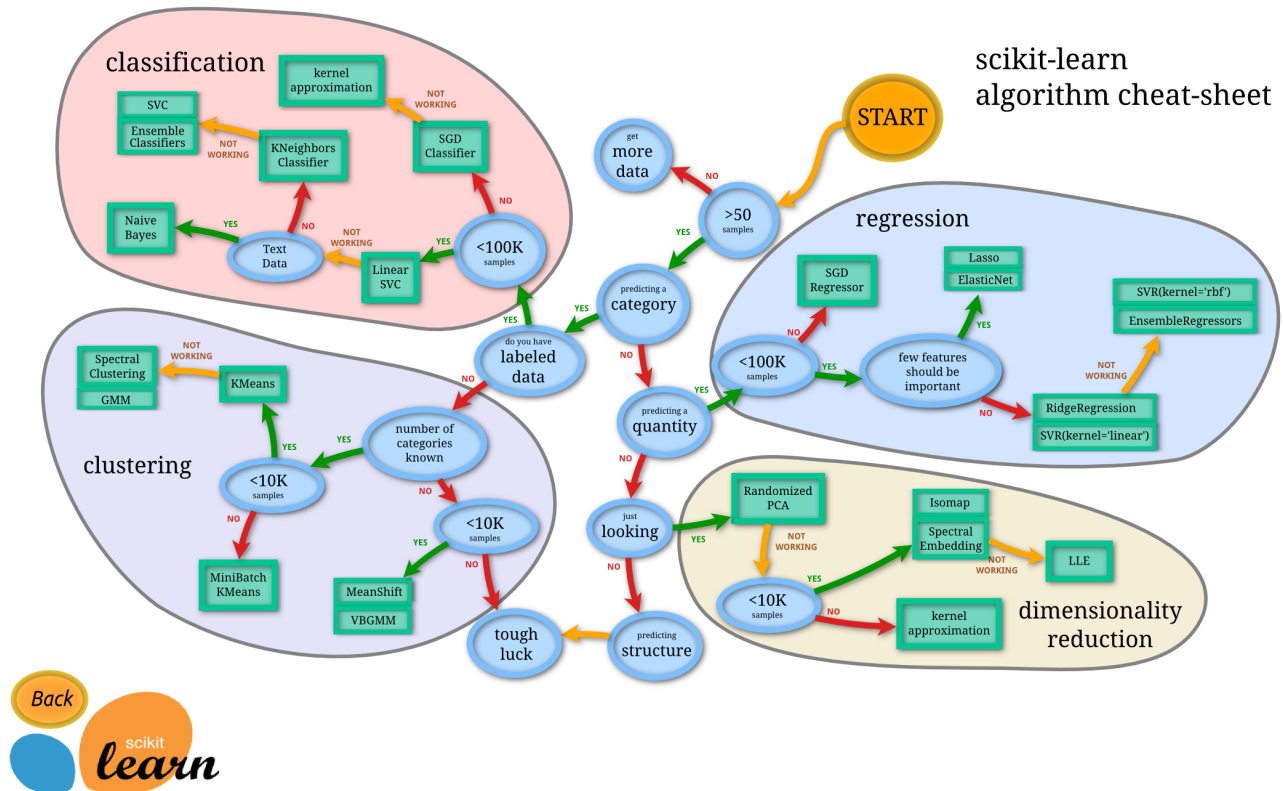 scikit-learn
algorithm cheat-sheet
START
classification
kernel
approximation
NOT
WORKING
SVC
Ensemble
Classifiers
NOT
WORKING
KNeighbors
Classifier
SGD
Classifier
NO
Naive
Bayes
YES
Text
Data
NO
NOT
WORKING
Linear
SVC
YES
<100K
samples
YES
get
more
data
NO
>50
samples
YES
predicting a
category
YES
NO
do you have
labeled
data
NO
predicting a
quantity
YES
NO
just
looking
YES
NO
predicting
structure
tough
luck
regression
SGD
Regressor
NO
<100K
samples
YES
few features
should be
important
YES
Lasso
ElasticNet
NO
RidgeRegression
SVR(kernel='linear')
NOT
WORKING
SVR(kernel='rbf')
EnsembleRegressors
clustering
Spectral
Clustering
GMM
NOT
WORKING
KMeans
YES
<10K
samples
NO
MiniBatch
KMeans
YES
number of
categories
known
NO
<10K
samples
YES
NO
MeanShift
VBGMM
dimensionality
reduction
Randomized
PCA
NOT
WORKING
<10K
samples
YES
NO
Isomap
Spectral
Embedding
NOT
WORKING
LLE
kernel
approximation
Back
scikit
learn